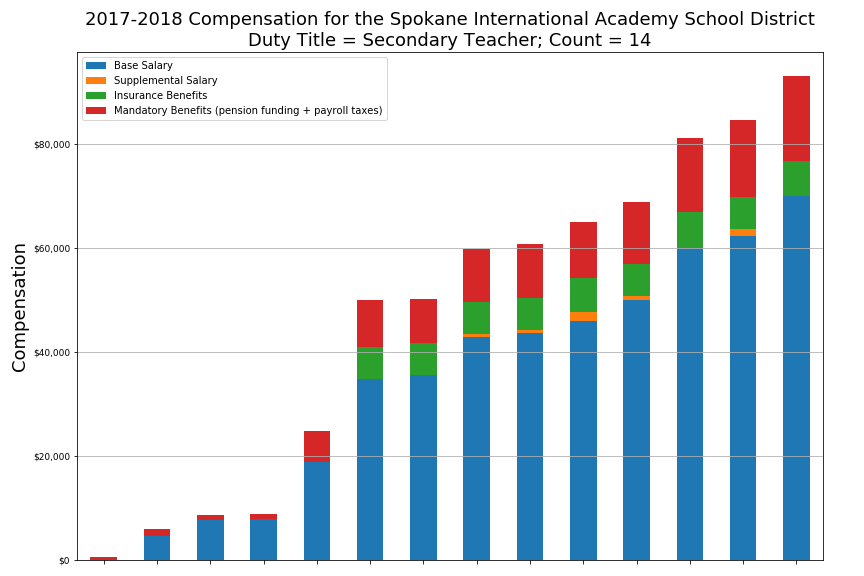 2017-2018 Compensation for the Spokane International Academy School District
Duty Title = Secondary Teacher; Count = 14
Base Salary
Supplemental Salary
Insurance Benefits
Mandatory Benefits (pension funding + payroll taxes)
Compensation
$80,000
$60,000
$40,000
$20,000
$0